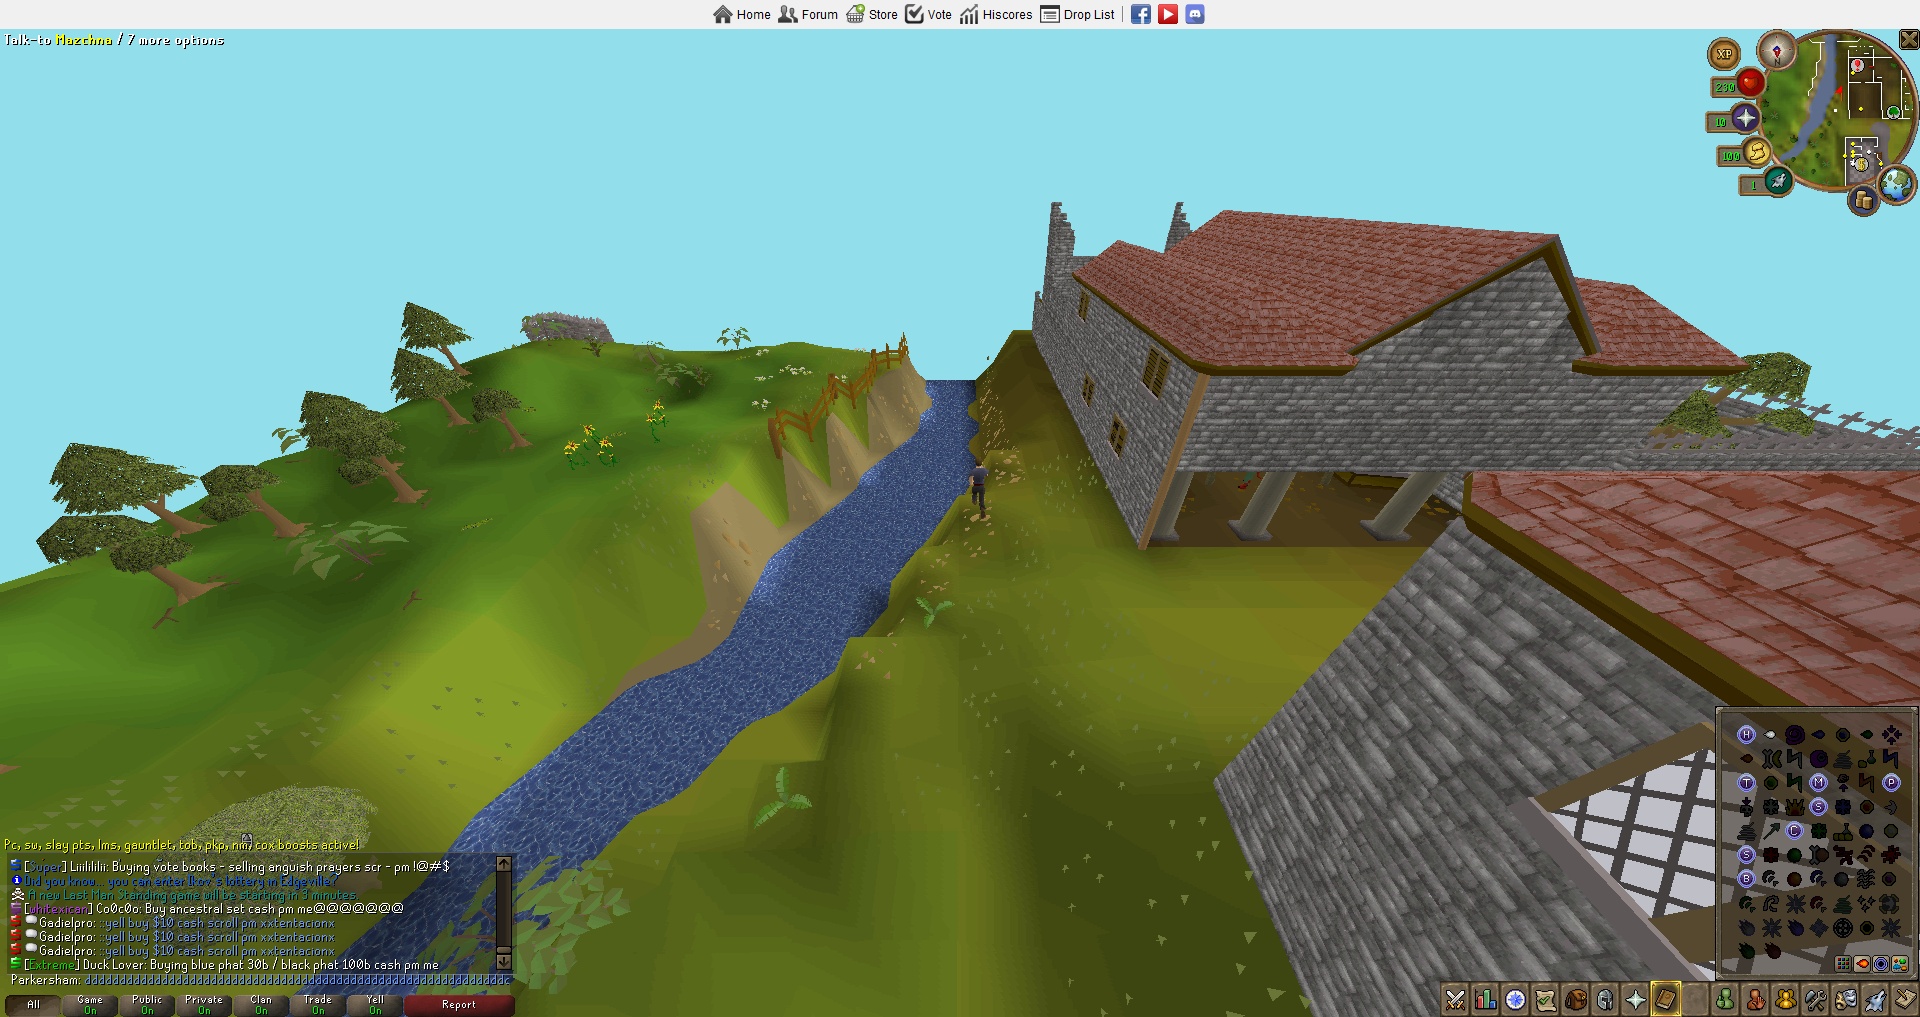 Home Forum Store Vote Hiscores Drop List
Talk-to Mazchna / 7 more options
XP
N
230
10
100
1
Pc, sw, slay pts, lms, gauntlet, tob, pkp, nm, cox boosts active!
[Super] Liiilililii: Buying vote books - selling anguish prayers scr - pm !@#$
Did you know... you can enter Ikov's lottery in Edgeville?
A new Last Man Standing game will be starting in 3 minutes.
[whitexican] Co0c0o: Buy ancestral set cash pm me@@@@@@@
Gadielpro: ::yell buy $10 cash scroll pm xxtentacionx
Gadielpro: ::yell buy $10 cash scroll pm xxtentacionx
Gadielpro: ::yell buy $10 cash scroll pm xxtentacionx
[Extreme] Duck Lover: Buying blue phat 30b / black phat 100b cash pm me
Parkersham:
All
Game On
Public On
Private On
Clan On
Trade On
Yell On
Report
H
T M P
S
C
S
B